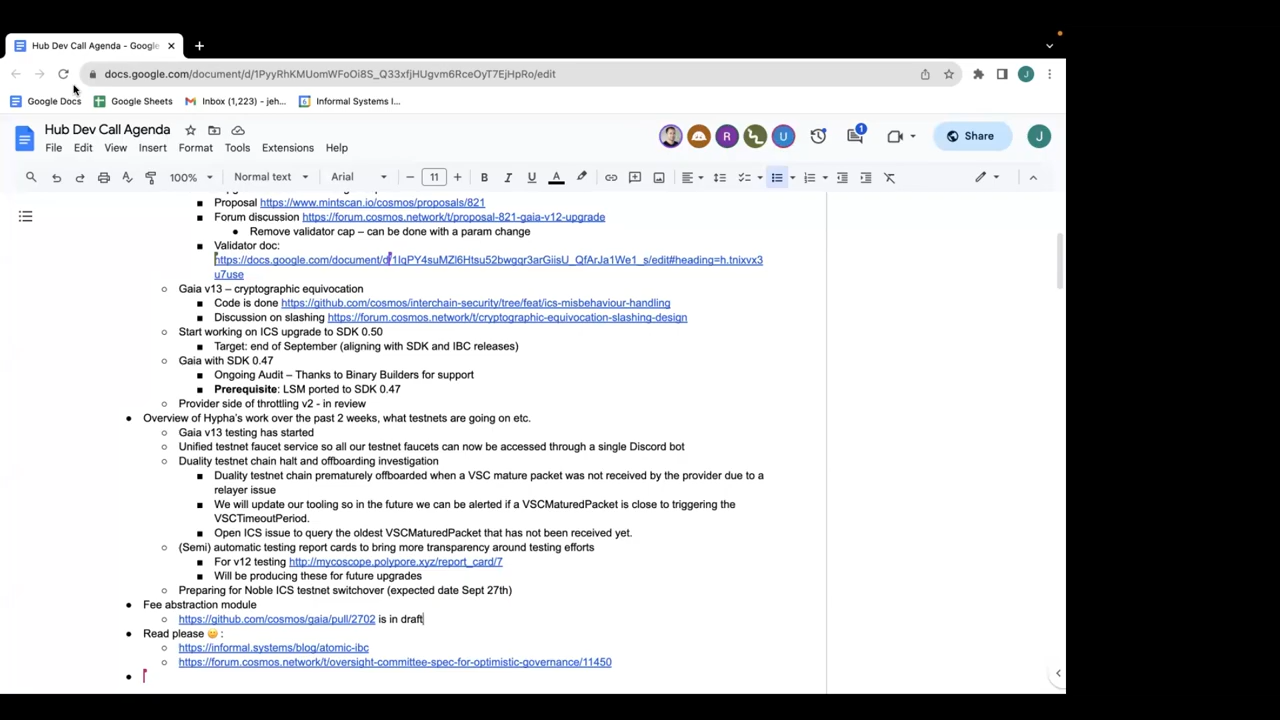 Hub Dev Call Agenda - Google
docs.google.com/document/d/1PyyRhKMUomWFoOi8S_Q33xfjHUgvm6RceOyT7EjHpRo/edit
Google Docs Google Sheets Inbox (1,223) - jeh... Informal Systems I...
Hub Dev Call Agenda
R U 1 Share J
File Edit View Insert Format Tools Extensions Help
100% Normal text Arial 11
Proposal https://www.mintscan.io/cosmos/proposals/821
Forum discussion https://forum.cosmos.network/t/proposal-821-gaia-v12-upgrade
Remove validator cap – can be done with a param change
Validator doc:
https://docs.google.com/document/d/1IqPY4suMZl6Htsu52bwgqr3arGiisU_QfArJa1We1_s/edit#heading=h.tnixvx3
u7use
Gaia v13 – cryptographic equivocation
Code is done https://github.com/cosmos/interchain-security/tree/feat/ics-misbehaviour-handling
Discussion on slashing https://forum.cosmos.network/t/cryptographic-equivocation-slashing-design
Start working on ICS upgrade to SDK 0.50
Target: end of September (aligning with SDK and IBC releases)
Gaia with SDK 0.47
Ongoing Audit – Thanks to Binary Builders for support
Prerequisite: LSM ported to SDK 0.47
Provider side of throttling v2 - in review
Overview of Hypha's work over the past 2 weeks, what testnets are going on etc.
Gaia v13 testing has started
Unified testnet faucet service so all our testnet faucets can now be accessed through a single Discord bot
Duality testnet chain halt and offboarding investigation
Duality testnet chain prematurely offboarded when a VSC mature packet was not received by the provider due to a
relayer issue
We will update our tooling so in the future we can be alerted if a VSCMaturedPacket is close to triggering the
VSCTimeoutPeriod.
Open ICS issue to query the oldest VSCMaturedPacket that has not been received yet.
(Semi) automatic testing report cards to bring more transparency around testing efforts
For v12 testing http://mycoscope.polypore.xyz/report_card/7
Will be producing these for future upgrades
Preparing for Noble ICS testnet switchover (expected date Sept 27th)
Fee abstraction module
https://github.com/cosmos/gaia/pull/2702 is in draft
Read please 😊 :
https://informal.systems/blog/atomic-ibc
https://forum.cosmos.network/t/oversight-committee-spec-for-optimistic-governance/11450